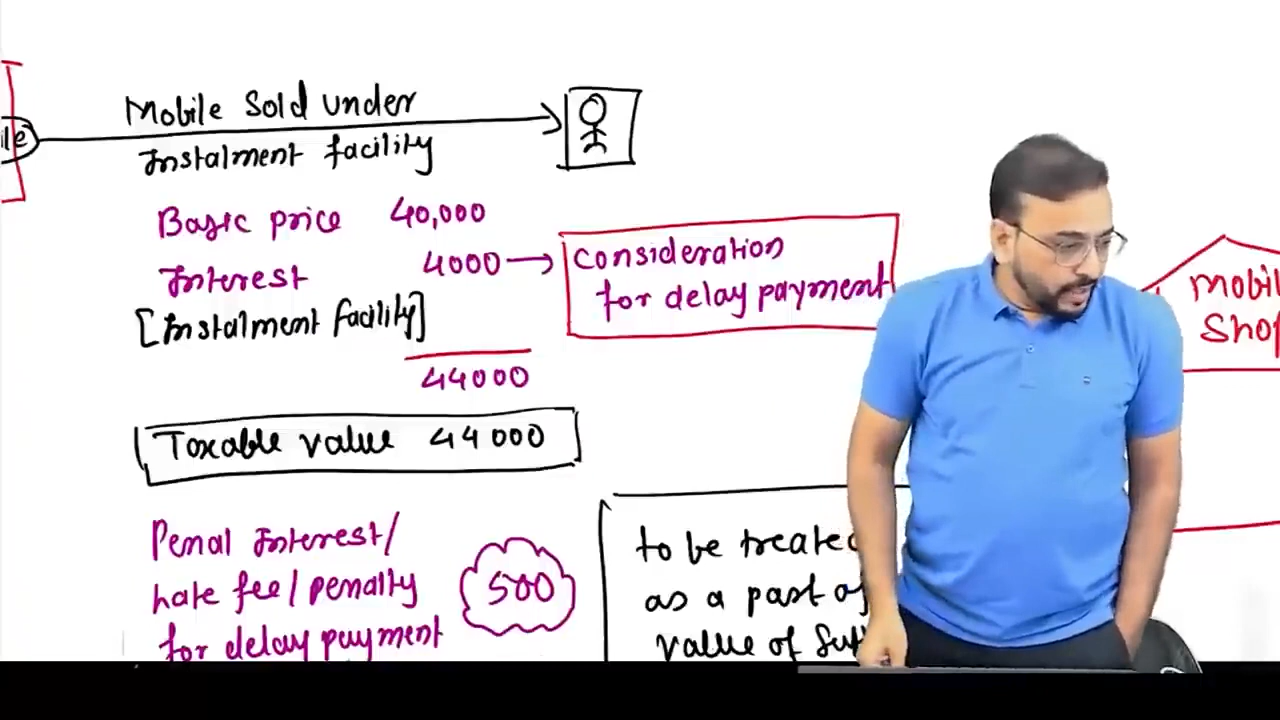 Mobile Sold under
Instalment facility
Basic price 40,000
Interest 4000 → consideration for delay payment
[Instalment facility]
44000
Taxable value 44000
Penal Interest/
Late fee/penalty 500
for delay payment
to be treated
as a part of
value of
Mobil
Shop